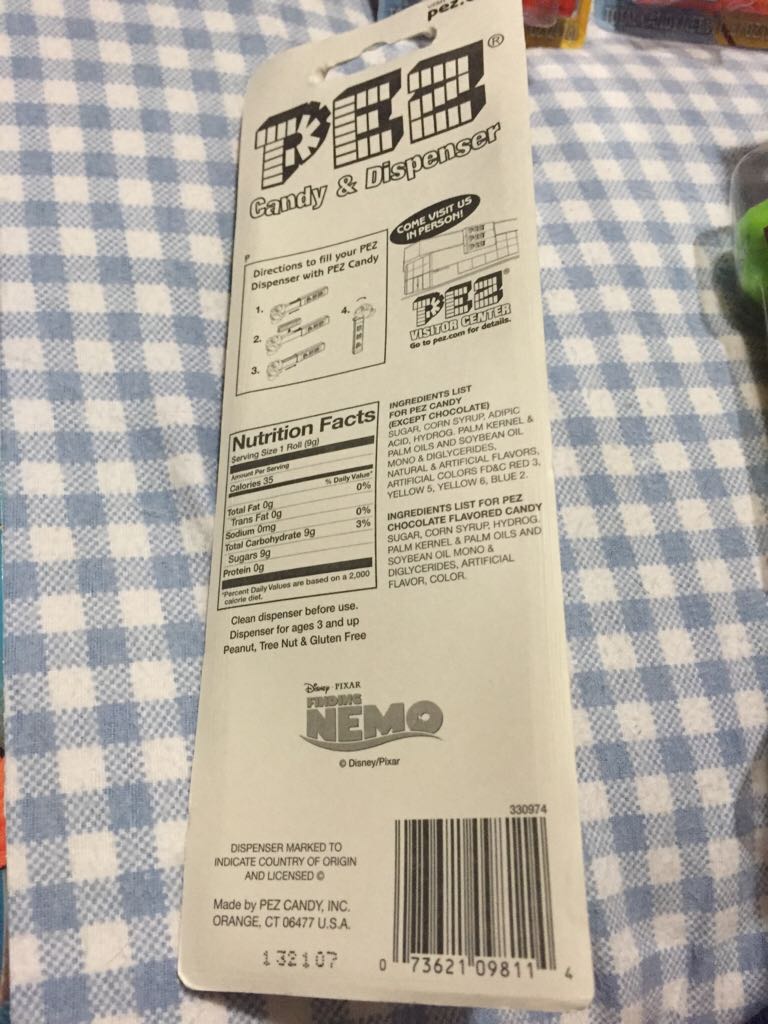 PEZ®
Candy & Dispenser
COME VISIT US
IN PERSON!
PEZ®
VISITOR CENTER
Go to pez.com for details.
P
Directions to fill your PEZ
Dispenser with PEZ Candy
1.
2.
3.
4.
Nutrition Facts
Serving Size 1 Roll (9g)
Amount Per Serving
Calories 35
% Daily Value*
Total Fat 0g 0%
Trans Fat 0g
Sodium 0mg 0%
Total Carbohydrate 9g 3%
Sugars 9g
Protein 0g
*Percent Daily Values are based on a 2,000
calorie diet.
INGREDIENTS LIST
FOR PEZ CANDY
(EXCEPT CHOCOLATE)
SUGAR, CORN SYRUP, ADIPIC
ACID, HYDROG. PALM KERNEL &
PALM OILS AND SOYBEAN OIL
MONO & DIGLYCERIDES,
NATURAL & ARTIFICIAL FLAVORS,
ARTIFICIAL COLORS FD&C RED 3,
YELLOW 5, YELLOW 6, BLUE 2.
INGREDIENTS LIST FOR PEZ
CHOCOLATE FLAVORED CANDY
SUGAR, CORN SYRUP, HYDROG.
PALM KERNEL & PALM OILS AND
SOYBEAN OIL MONO &
DIGLYCERIDES, ARTIFICIAL
FLAVOR, COLOR.
Clean dispenser before use.
Dispenser for ages 3 and up
Peanut, Tree Nut & Gluten Free
Disney · PIXAR
FINDING
NEMO
© Disney/Pixar
330974
DISPENSER MARKED TO
INDICATE COUNTRY OF ORIGIN
AND LICENSED ©
Made by PEZ CANDY, INC.
ORANGE, CT 06477 U.S.A.
132107
0 73621 09811 4